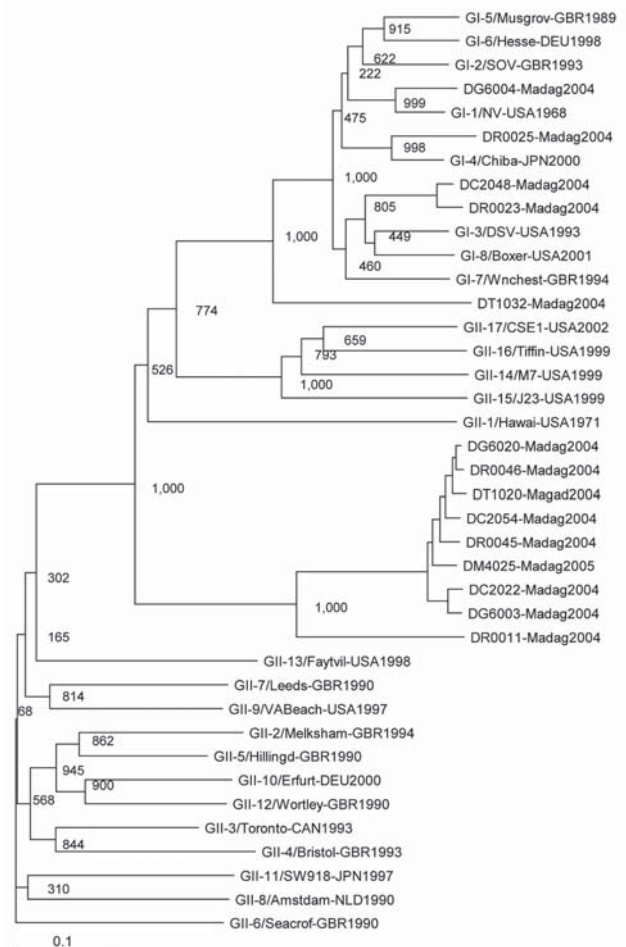 GI-5/Musgrov-GBR1989
915
GI-6/Hesse-DEU1998
622
GI-2/SOV-GBR1993
222
DG6004-Madag2004
999
GI-1/NV-USA1968
475
DR0025-Madag2004
998
GI-4/Chiba-JPN2000
1,000
DC2048-Madag2004
805
DR0023-Madag2004
GI-3/DSV-USA1993
449
1,000
GI-8/Boxer-USA2001
460
GI-7/Wnchest-GBR1994
DT1032-Madag2004
774
GII-17/CSE1-USA2002
659
GII-16/Tiffin-USA1999
793
526
GII-14/M7-USA1999
1,000
GII-15/J23-USA1999
GII-1/Hawai-USA1971
DG6020-Madag2004
DR0046-Madag2004
1,000
DT1020-Magad2004
DC2054-Madag2004
DR0045-Madag2004
DM4025-Madag2005
302
DC2022-Madag2004
1,000
DG6003-Madag2004
165
DR0011-Madag2004
GII-13/Faytvil-USA1998
GII-7/Leeds-GBR1990
814
68
GII-9/VABeach-USA1997
GII-2/Melksham-GBR1994
862
GII-5/Hillingd-GBR1990
945
GII-10/Erfurt-DEU2000
900
568
GII-12/Wortley-GBR1990
GII-3/Toronto-CAN1993
844
GII-4/Bristol-GBR1993
GII-11/SW918-JPN1997
310
GII-8/Amstdam-NLD1990
GII-6/Seacrof-GBR1990
0.1